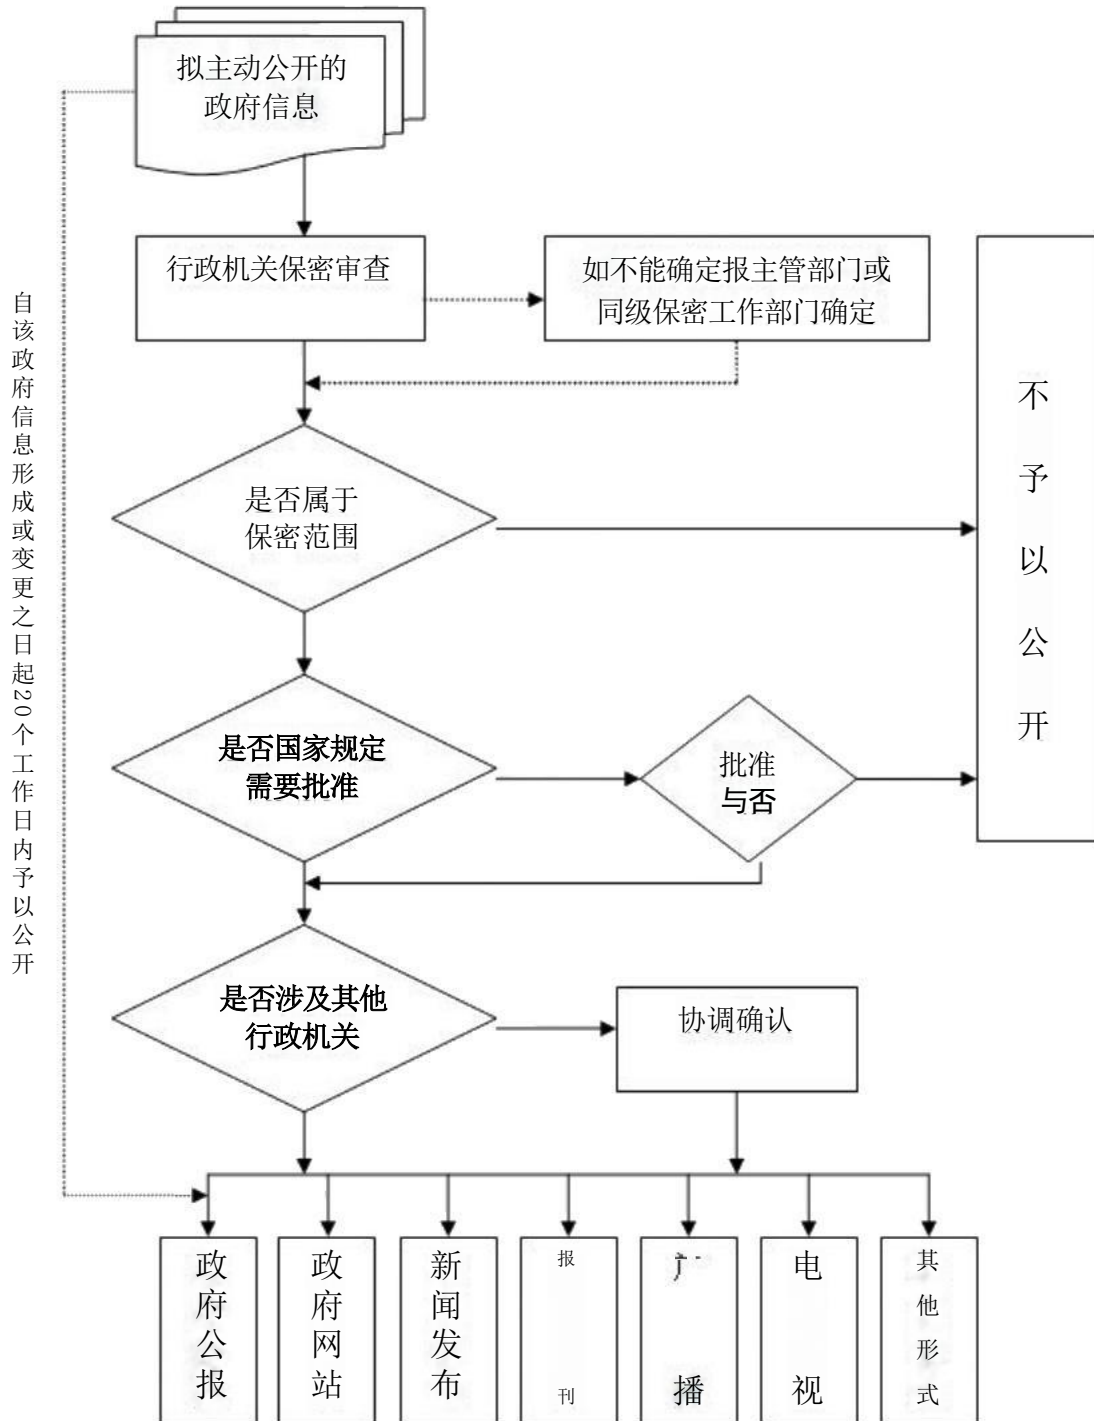 拟主动公开的
政府信息
行政机关保密审查
如不能确定报主管部门或
同级保密工作部门确定
不予以公开
自该政府信息形成或变更之日起20个工作日内予以公开
是否属于
保密范围
是否国家规定
需要批准
批准
与否
是否涉及其他
行政机关
协调确认
政府公报
政府网站
新闻发布
报刊
广播
电视
其他形式